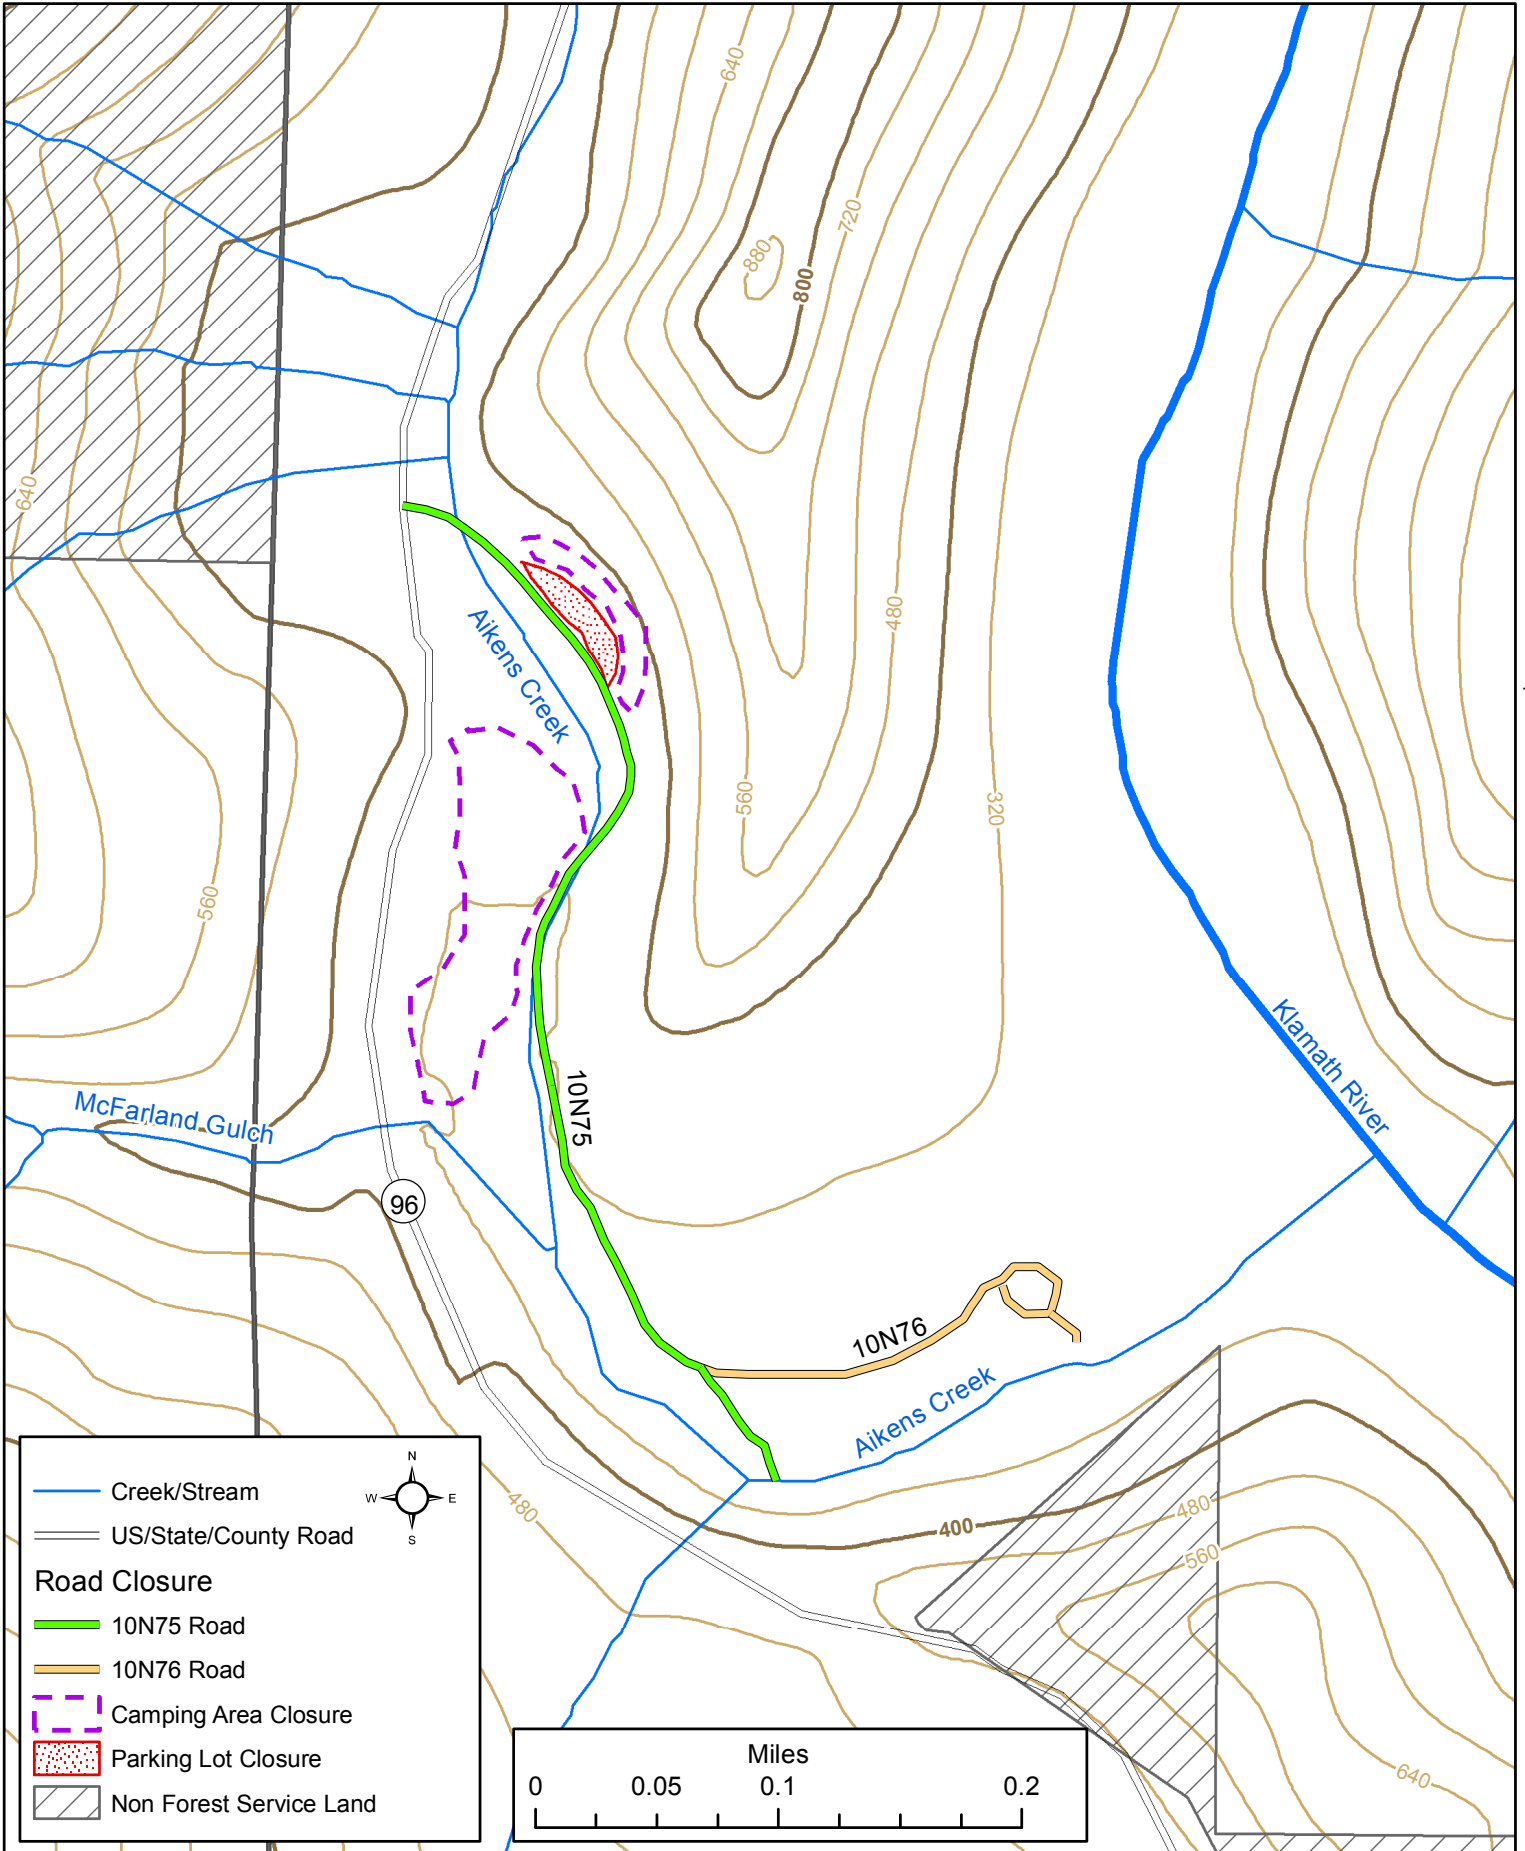 640
720
880
800
640
480
Aikens Creek
560
320
560
Klamath River
10N75
McFarland Gulch
96
10N76
Aikens Creek
480
400
480
560
640
N
W E
S
Creek/Stream
US/State/County Road
Road Closure
10N75 Road
10N76 Road
Camping Area Closure
Parking Lot Closure
Non Forest Service Land
Miles
0 0.05 0.1 0.2